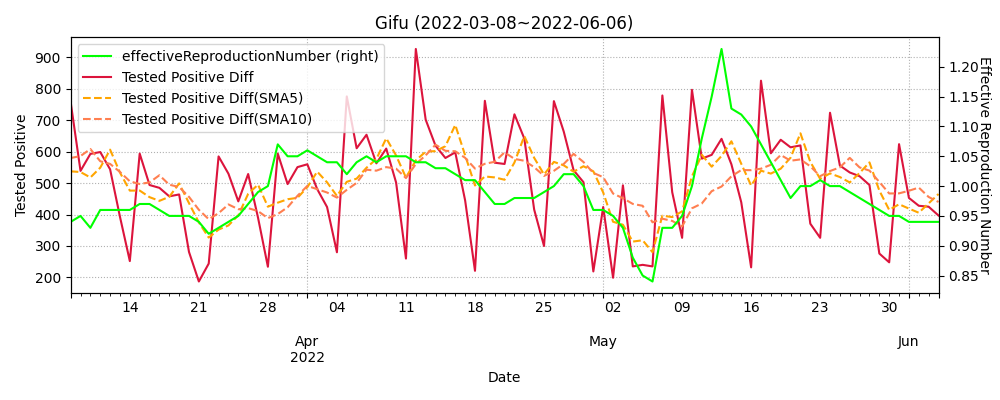 Gifu (2022-03-08~2022-06-06)
effectiveReproductionNumber (right)
Tested Positive Diff
Tested Positive Diff(SMA5)
Tested Positive Diff(SMA10)
Tested Positive
900
800
700
600
500
400
300
200
Effective Reproduction Number
1.20
1.15
1.10
1.05
1.00
0.95
0.90
0.85
14 21 28 04 11 18 25 02 09 16 23 30
Apr May Jun
2022
Date